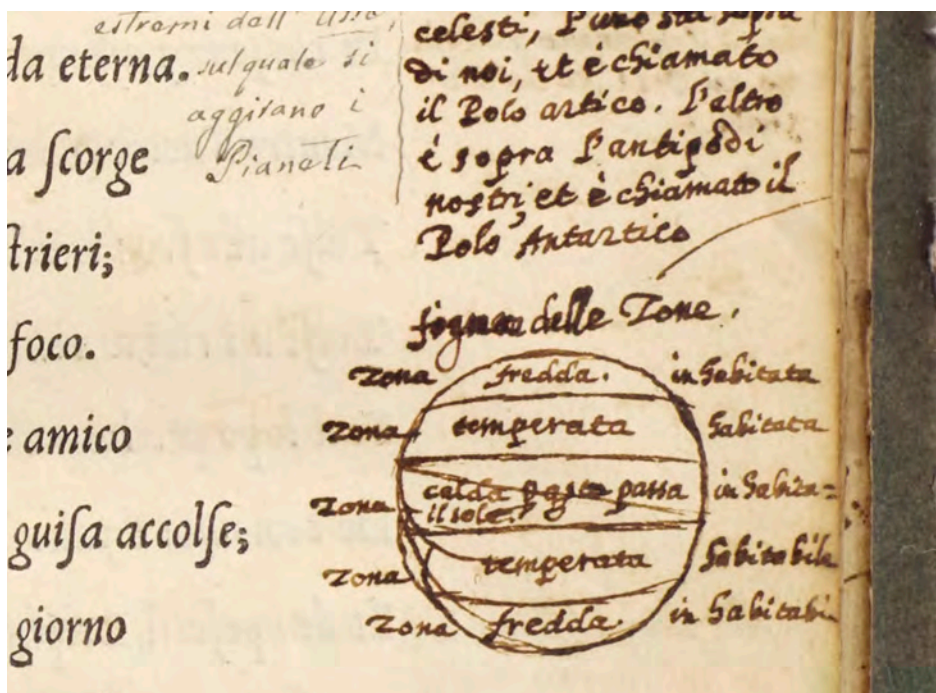 da eterna.
a ſcorge
ſtrieri;
foco.
e amico
guiſa accolſe;
giorno
estremi dall' Asse,
sul quale si
aggirano i
Pianeti
celesti, l'uno sta sopra
di noi, et è chiamato
il Polo artico. L'altro
è sopra l'antipodi
nostri, et è chiamato il
Polo Antartico
figura delle Zone.
Zona fredda. inhabitata
Zona temperata habitata
Zona calda passa inhabita=
il sole.
Zona temperata habitabile
Zona fredda. inhabitabi